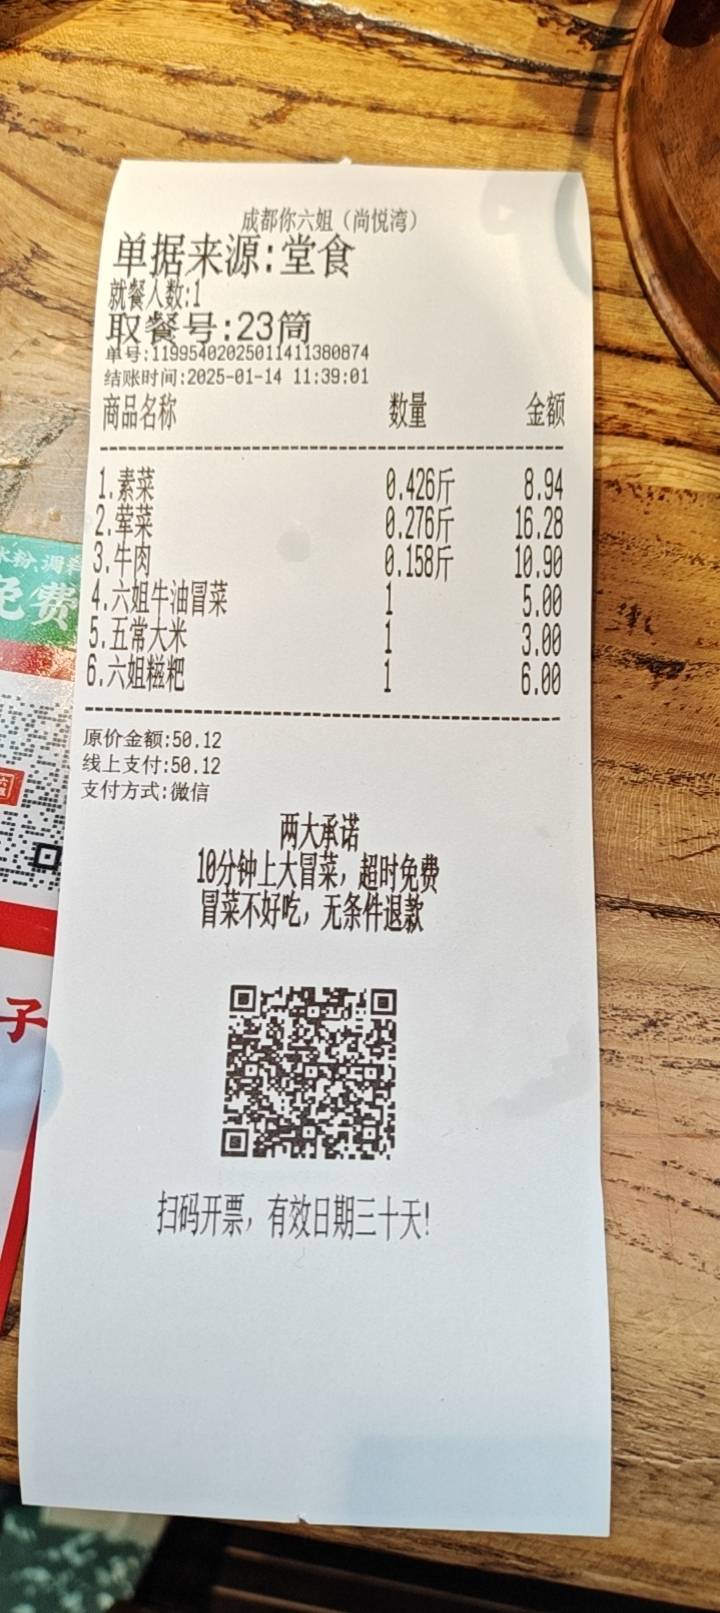 成都你六姐（尚悦湾）
单据来源:堂食
就餐人数:1
取餐号:23筒
单号:11995402025011411380874
结账时间:2025-01-14 11:39:01
商品名称 数量 金额
1.素菜 0.426斤 8.94
2.荤菜 0.276斤 16.28
3.牛肉 0.158斤 10.90
4.六姐牛油冒菜 1 5.00
5.五常大米 1 3.00
6.六姐糍粑 1 6.00
原价金额:50.12
线上支付:50.12
支付方式:微信
两大承诺
10分钟上大冒菜，超时免费
冒菜不好吃，无条件退款
扫码开票，有效日期三十天!
冰粉、调料
免费
子